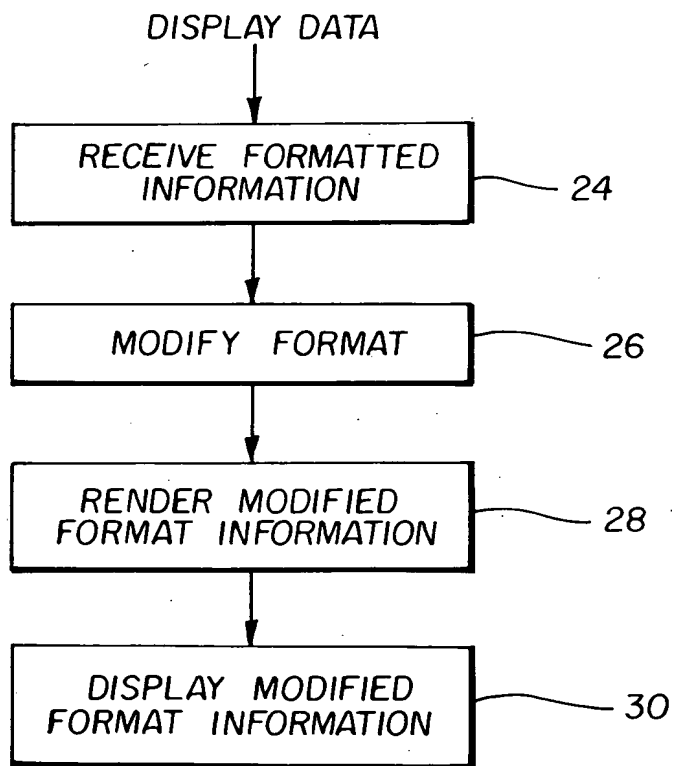 DISPLAY DATA
RECEIVE FORMATTED
INFORMATION
24
MODIFY FORMAT
26
RENDER MODIFIED
FORMAT INFORMATION
28
DISPLAY MODIFIED
FORMAT INFORMATION
30